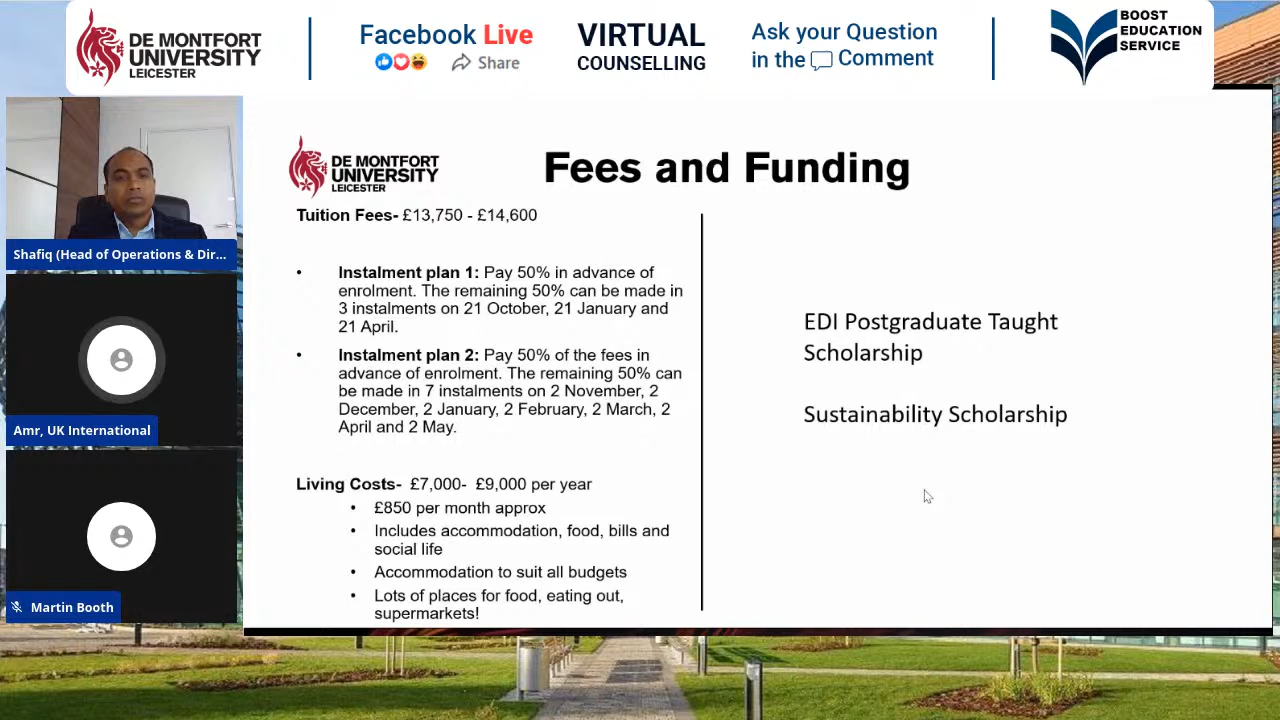 DE MONTFORT
UNIVERSITY
LEICESTER
Facebook Live
Share
VIRTUAL
COUNSELLING
Ask your Question
in the Comment
BOOST
EDUCATION
SERVICE
Shafiq (Head of Operations & Dir...
Amr, UK International
Martin Booth
DE MONTFORT
UNIVERSITY
LEICESTER
Fees and Funding
Tuition Fees- £13,750 - £14,600
• Instalment plan 1: Pay 50% in advance of
enrolment. The remaining 50% can be made in
3 instalments on 21 October, 21 January and
21 April.
• Instalment plan 2: Pay 50% of the fees in
advance of enrolment. The remaining 50% can
be made in 7 instalments on 2 November, 2
December, 2 January, 2 February, 2 March, 2
April and 2 May.
Living Costs- £7,000- £9,000 per year
• £850 per month approx
• Includes accommodation, food, bills and
social life
• Accommodation to suit all budgets
• Lots of places for food, eating out,
supermarkets!
EDI Postgraduate Taught
Scholarship
Sustainability Scholarship